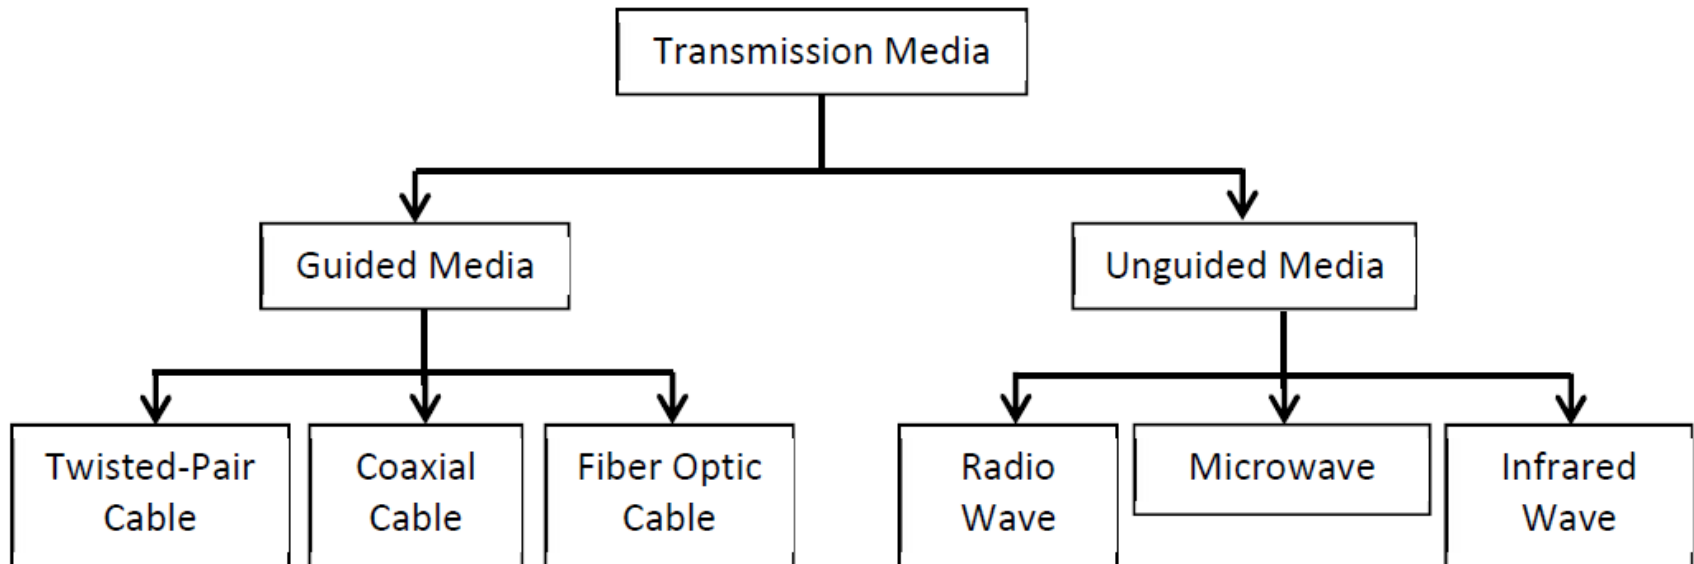 Transmission Media
Guided Media
Unguided Media
Twisted-Pair
Cable
Coaxial
Cable
Fiber Optic
Cable
Radio
Wave
Microwave
Infrared
Wave